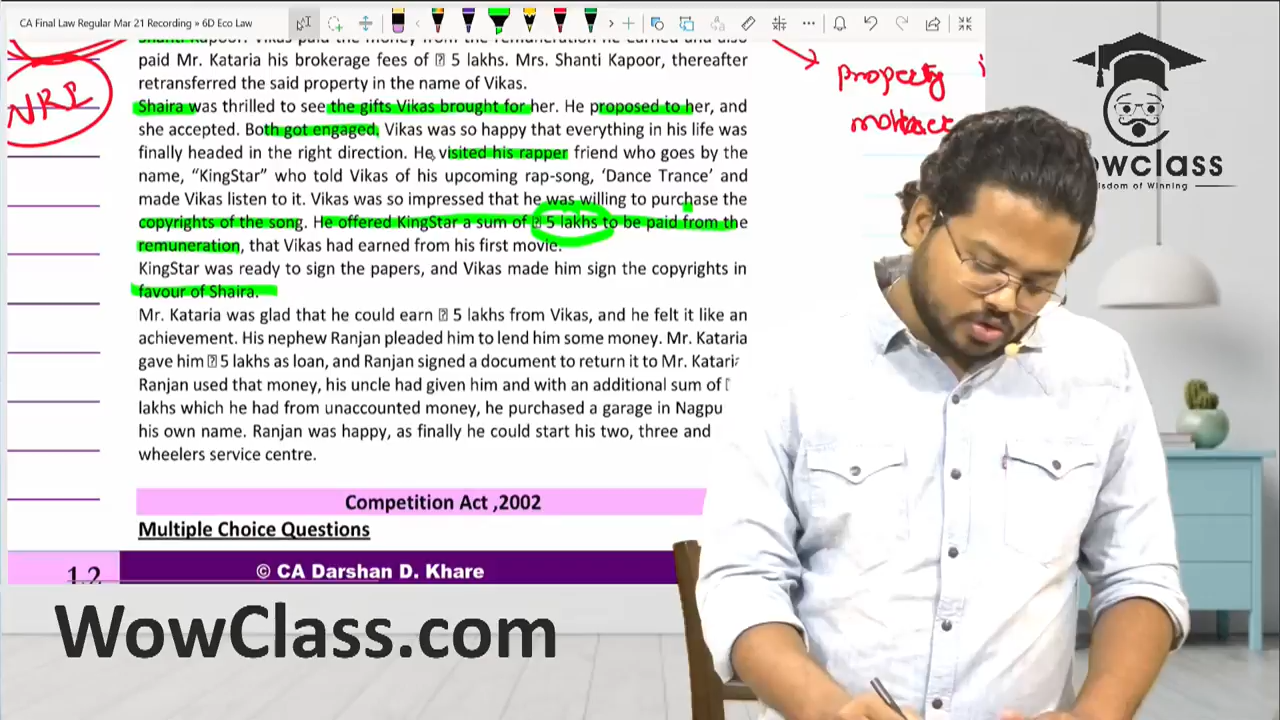 CA Final Law Regular Mar 21 Recording » 6D Eco Law
Shanti Kapoor. Vikas paid the money from the remuneration he earned and also
paid Mr. Kataria his brokerage fees of 5 lakhs. Mrs. Shanti Kapoor, thereafter
retransferred the said property in the name of Vikas.
Shaira was thrilled to see the gifts Vikas brought for her. He proposed to her, and
she accepted. Both got engaged, Vikas was so happy that everything in his life was
finally headed in the right direction. He visited his rapper friend who goes by the
name, “KingStar” who told Vikas of his upcoming rap-song, ‘Dance Trance’ and
made Vikas listen to it. Vikas was so impressed that he was willing to purchase the
copyrights of the song. He offered KingStar a sum of 5 lakhs to be paid from the
remuneration, that Vikas had earned from his first movie.
KingStar was ready to sign the papers, and Vikas made him sign the copyrights in
favour of Shaira.
Mr. Kataria was glad that he could earn 5 lakhs from Vikas, and he felt it like an
achievement. His nephew Ranjan pleaded him to lend him some money. Mr. Kataria
gave him 5 lakhs as loan, and Ranjan signed a document to return it to Mr. Kataria
Ranjan used that money, his uncle had given him and with an additional sum of
lakhs which he had from unaccounted money, he purchased a garage in Nagpu
his own name. Ranjan was happy, as finally he could start his two, three and
wheelers service centre.
Competition Act ,2002
Multiple Choice Questions
1.2
© CA Darshan D. Khare
NRI
property
Wowclass
isdom of Winning
WowClass.com